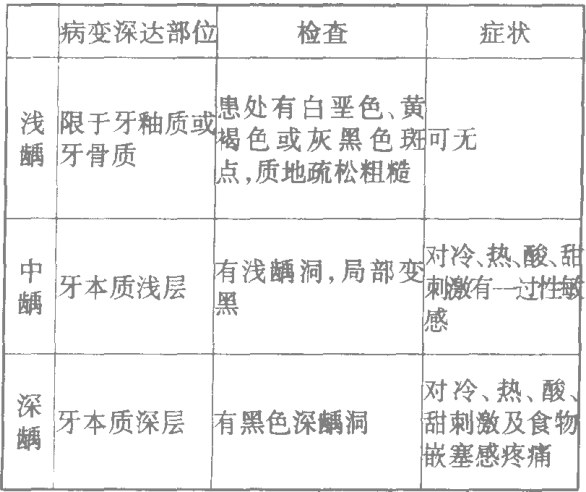 病变深达部位 检查 症状
浅龋 限于牙釉质或牙骨质 患处有白垩色、黄褐色或灰黑色斑点,质地疏松粗糙 可无
中龋 牙本质浅层 有浅龋洞,局部变黑 对冷、热、酸、甜刺激有一过性敏感
深龋 牙本质深层 有黑色深龋洞 对冷、热、酸、甜刺激及食物嵌塞感疼痛